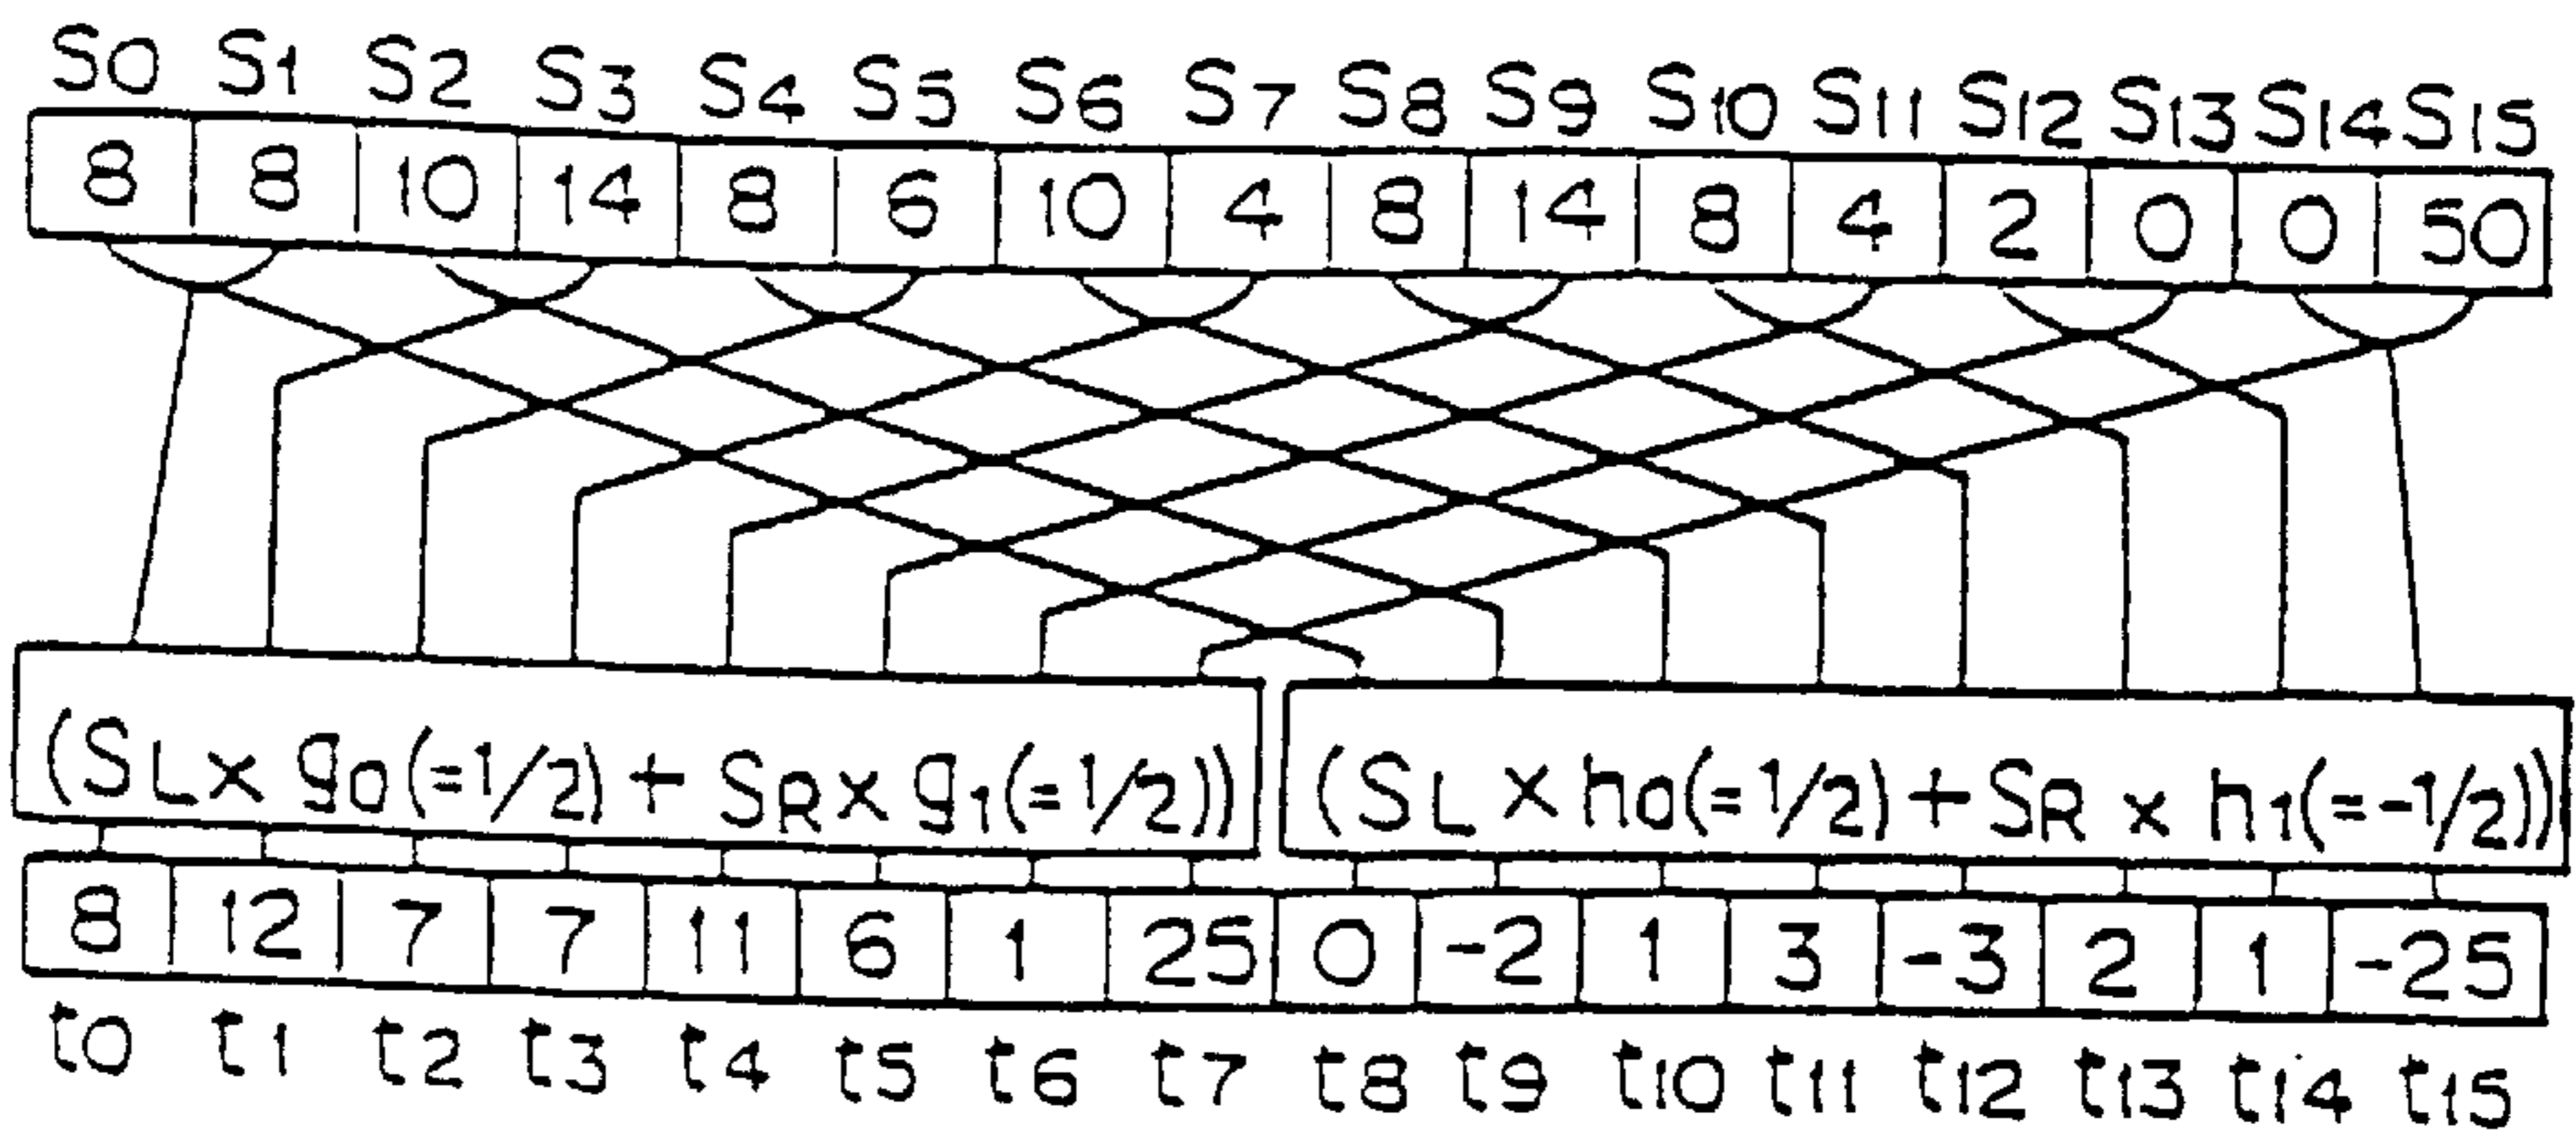 S0 S1 S2 S3 S4 S5 S6 S7 S8 S9 S10 S11 S12 S13 S14 S15
8 8 10 14 8 6 10 4 8 14 8 4 2 0 0 50
(SL× g0(=1/2)+ SR× g1(=1/2)) (SL × h0(=1/2)+ SR × h1(=-1/2))
8 12 7 7 11 6 1 25 0 -2 1 3 -3 2 1 -25
t0 t1 t2 t3 t4 t5 t6 t7 t8 t9 t10 t11 t12 t13 t14 t15